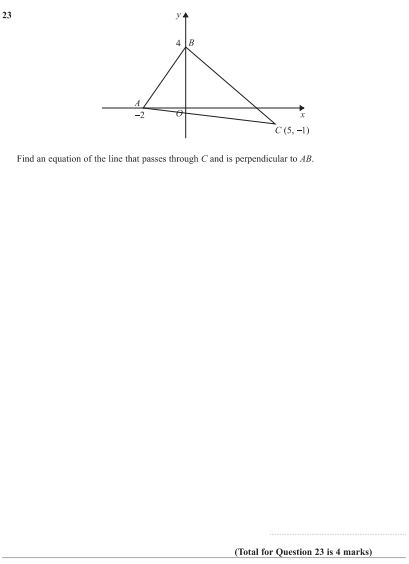 23
y
4 B
A
−2
O
x
C (5, −1)
Find an equation of the line that passes through C and is perpendicular to AB.
(Total for Question 23 is 4 marks)